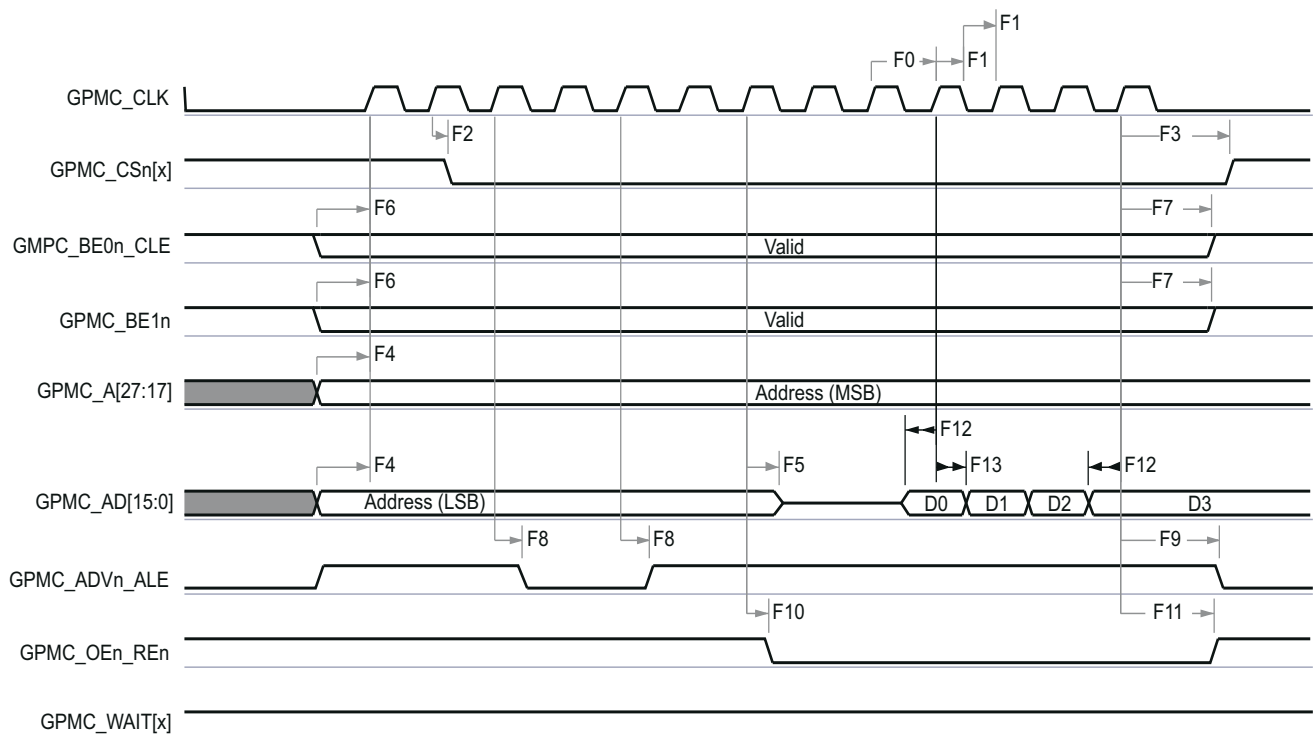 F1
F0 F1
GPMC_CLK
F2 F3
GPMC_CSn[x]
F6 F7
GMPC_BE0n_CLE
Valid
F6 F7
GPMC_BE1n
Valid
F4
GPMC_A[27:17]
Address (MSB)
F12
F4 F5 F13 F12
GPMC_AD[15:0]
Address (LSB) D0 D1 D2 D3
F8 F8 F9
GPMC_ADVn_ALE
F10 F11
GPMC_OEn_REn
GPMC_WAIT[x]